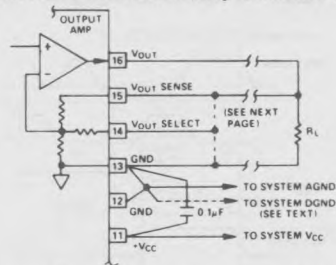 OUTPUT
AMP
+
−
16
VOUT
15
VOUT SENSE
14
VOUT SELECT
(SEE NEXT
PAGE)
RL
13
GND
TO SYSTEM AGND
TO SYSTEM DGND
(SEE TEXT)
12
GND
0.1μF
11
+VCC
TO SYSTEM VCC